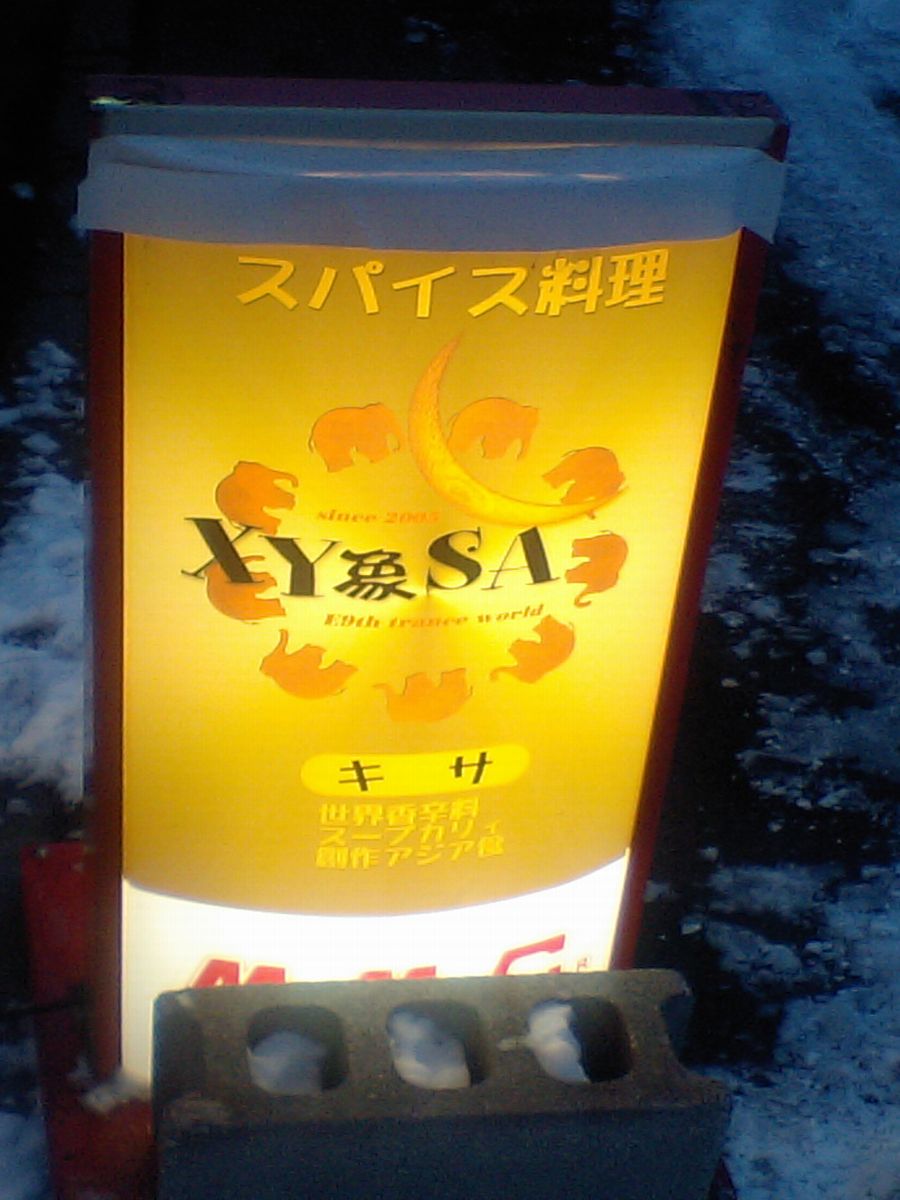 スパイス料理
since 2005
XY象SA
E9th trance world
キサ
世界香辛料
スープカリィ
創作アジア食